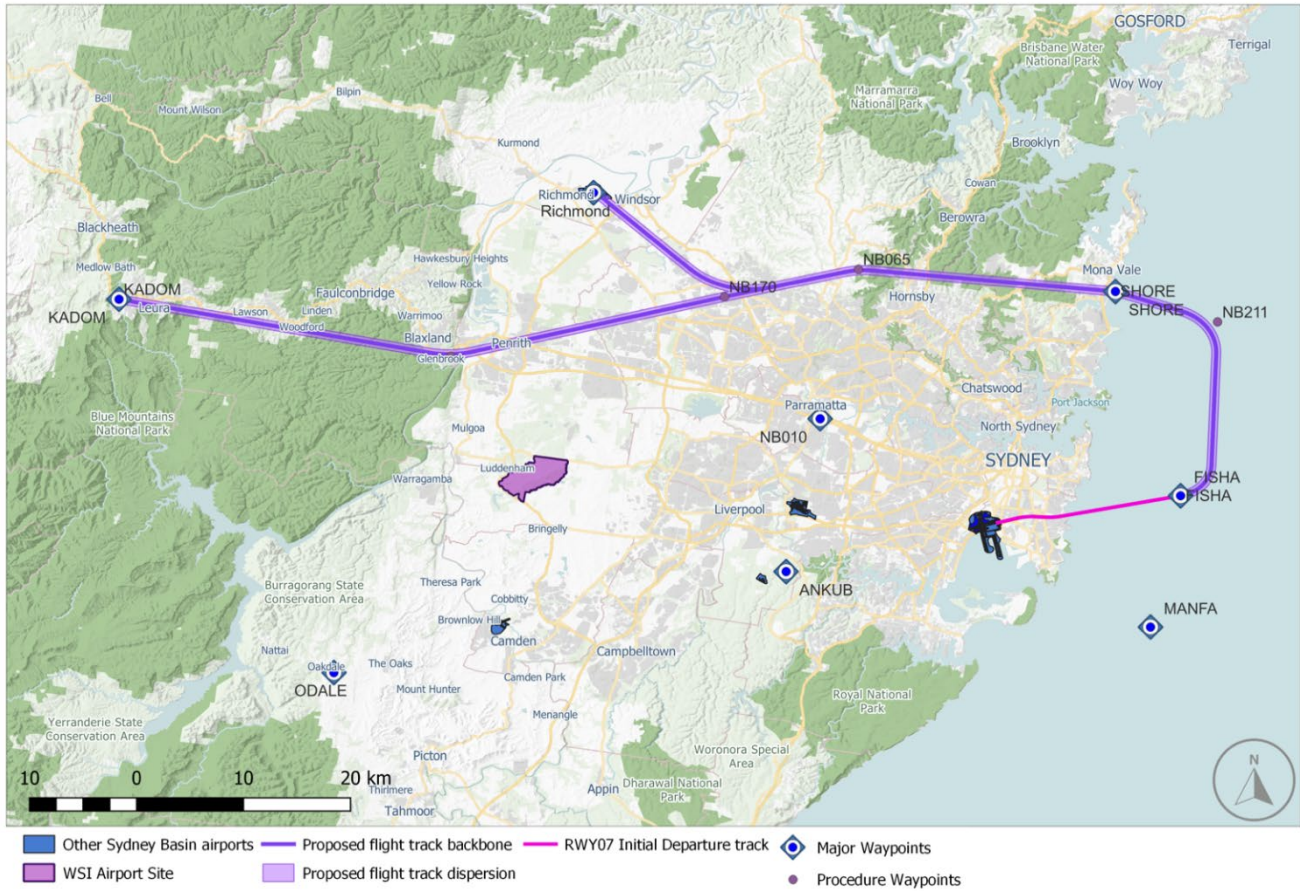 GOSFORD
Brisbane Water
National Park
Terrigal
Bell
Mount Wilson
Bilpin
Marramarra
National Park
Woy Woy
Kurmond
Brooklyn
Cowan
Richmond
Windsor
Richmond
Berowra
Blackheath
Medlow Bath
Hawkesbury Heights
Yellow Rock
NB065
Mona Vale
KADOM
KADOM
Leura
Faulconbridge
Linden
Lawson
Woodford
Warrimoo
Blaxland
Glenbrook
Penrith
NB170
Hornsby
SHORE
SHORE
NB211
Chatswood
Port Jackson
Parramatta
North Sydney
NB010
SYDNEY
Blue Mountains
National Park
Mulgoa
Luddenham
Warragamba
FISHA
FISHA
Liverpool
Bringelly
Burragorang State
Conservation Area
Theresa Park
Cobbitty
Brownlow Hill
Camden
ANKUB
MANFA
Nattai
Oakdale
The Oaks
ODALE
Camden Park
Mount Hunter
Campbelltown
Menangle
Royal National
Park
Yerranderie State
Conservation Area
Picton
Woronora Special
Area
Thirlmere
Tahmoor
Appin
Dharawal National
Park
10 0 10 20 km
N
Other Sydney Basin airports
Proposed flight track backbone
RWY07 Initial Departure track
Major Waypoints
WSI Airport Site
Proposed flight track dispersion
Procedure Waypoints